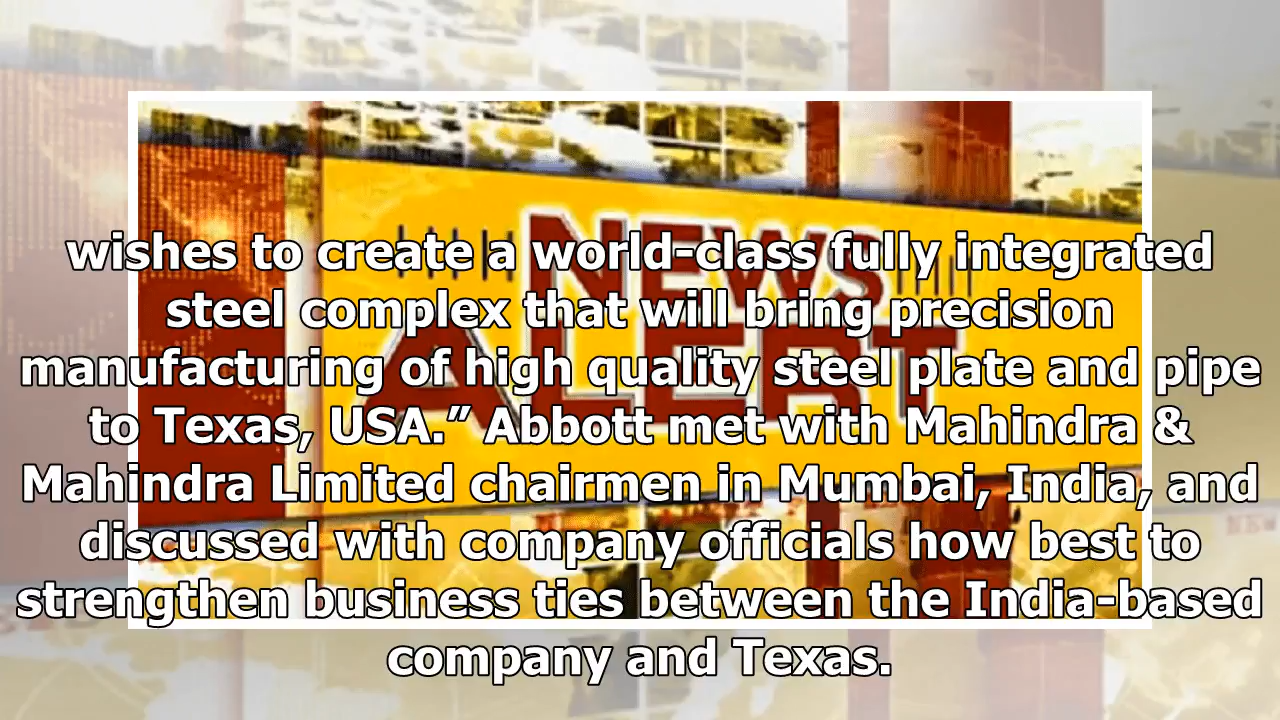 NEWS
ALERT
wishes to create a world-class fully integrated
steel complex that will bring precision
manufacturing of high quality steel plate and pipe
to Texas, USA.” Abbott met with Mahindra &
Mahindra Limited chairmen in Mumbai, India, and
discussed with company officials how best to
strengthen business ties between the India-based
company and Texas.